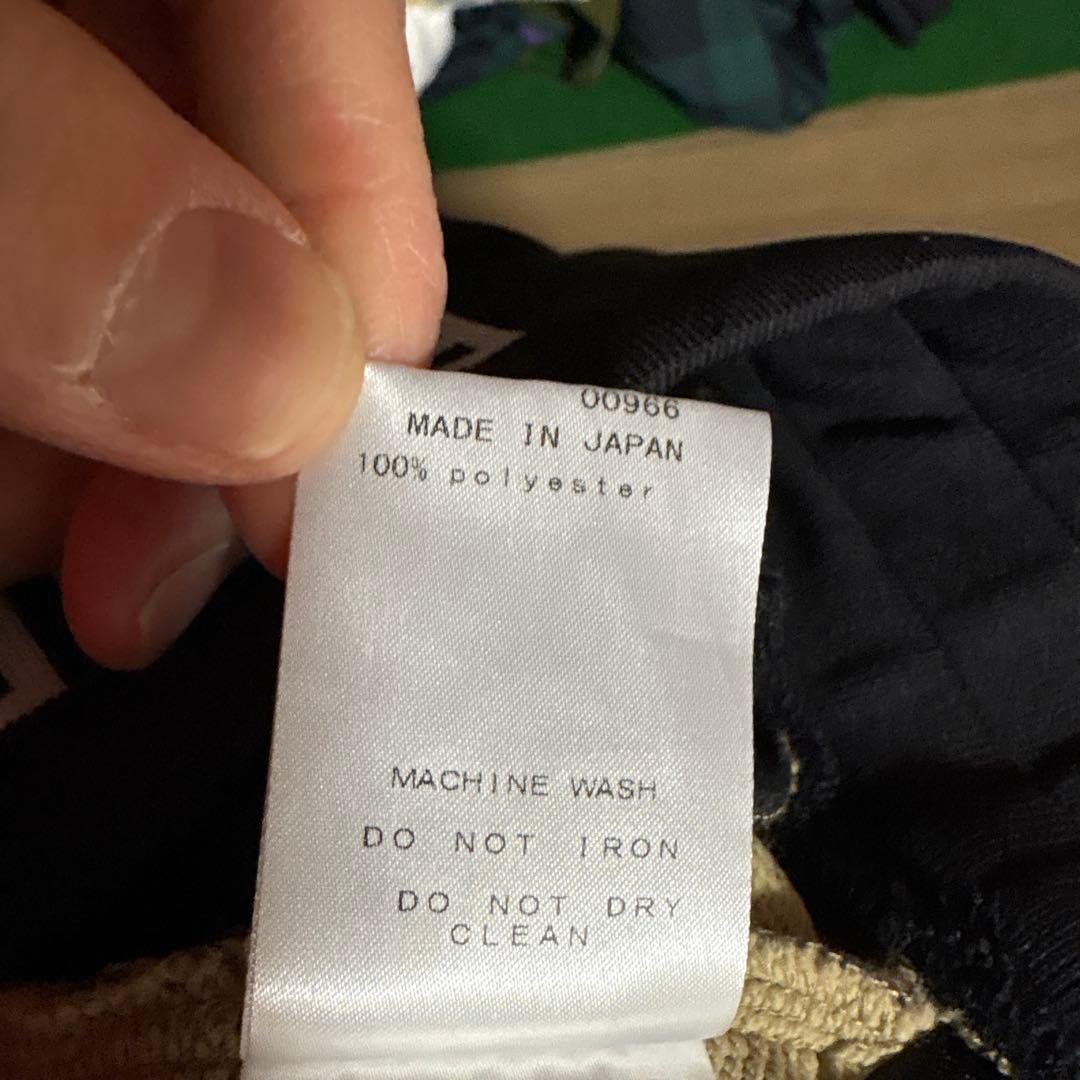 00966
MADE IN JAPAN
100% polyester
MACHINE WASH
DO NOT IRON
DO NOT DRY
CLEAN